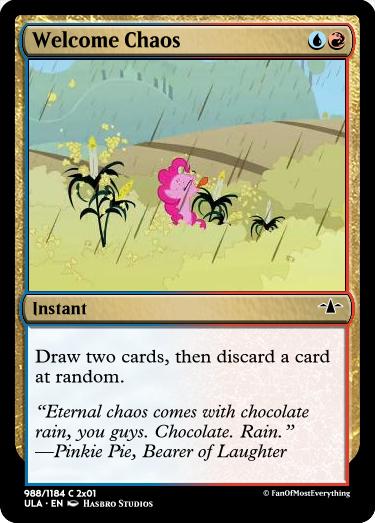 Welcome Chaos
Instant
Draw two cards, then discard a card
at random.
“Eternal chaos comes with chocolate
rain, you guys. Chocolate. Rain.”
—Pinkie Pie, Bearer of Laughter
988/1184 C 2x01
ULA • EN Hasbro Studios
© FanOfMostEverything